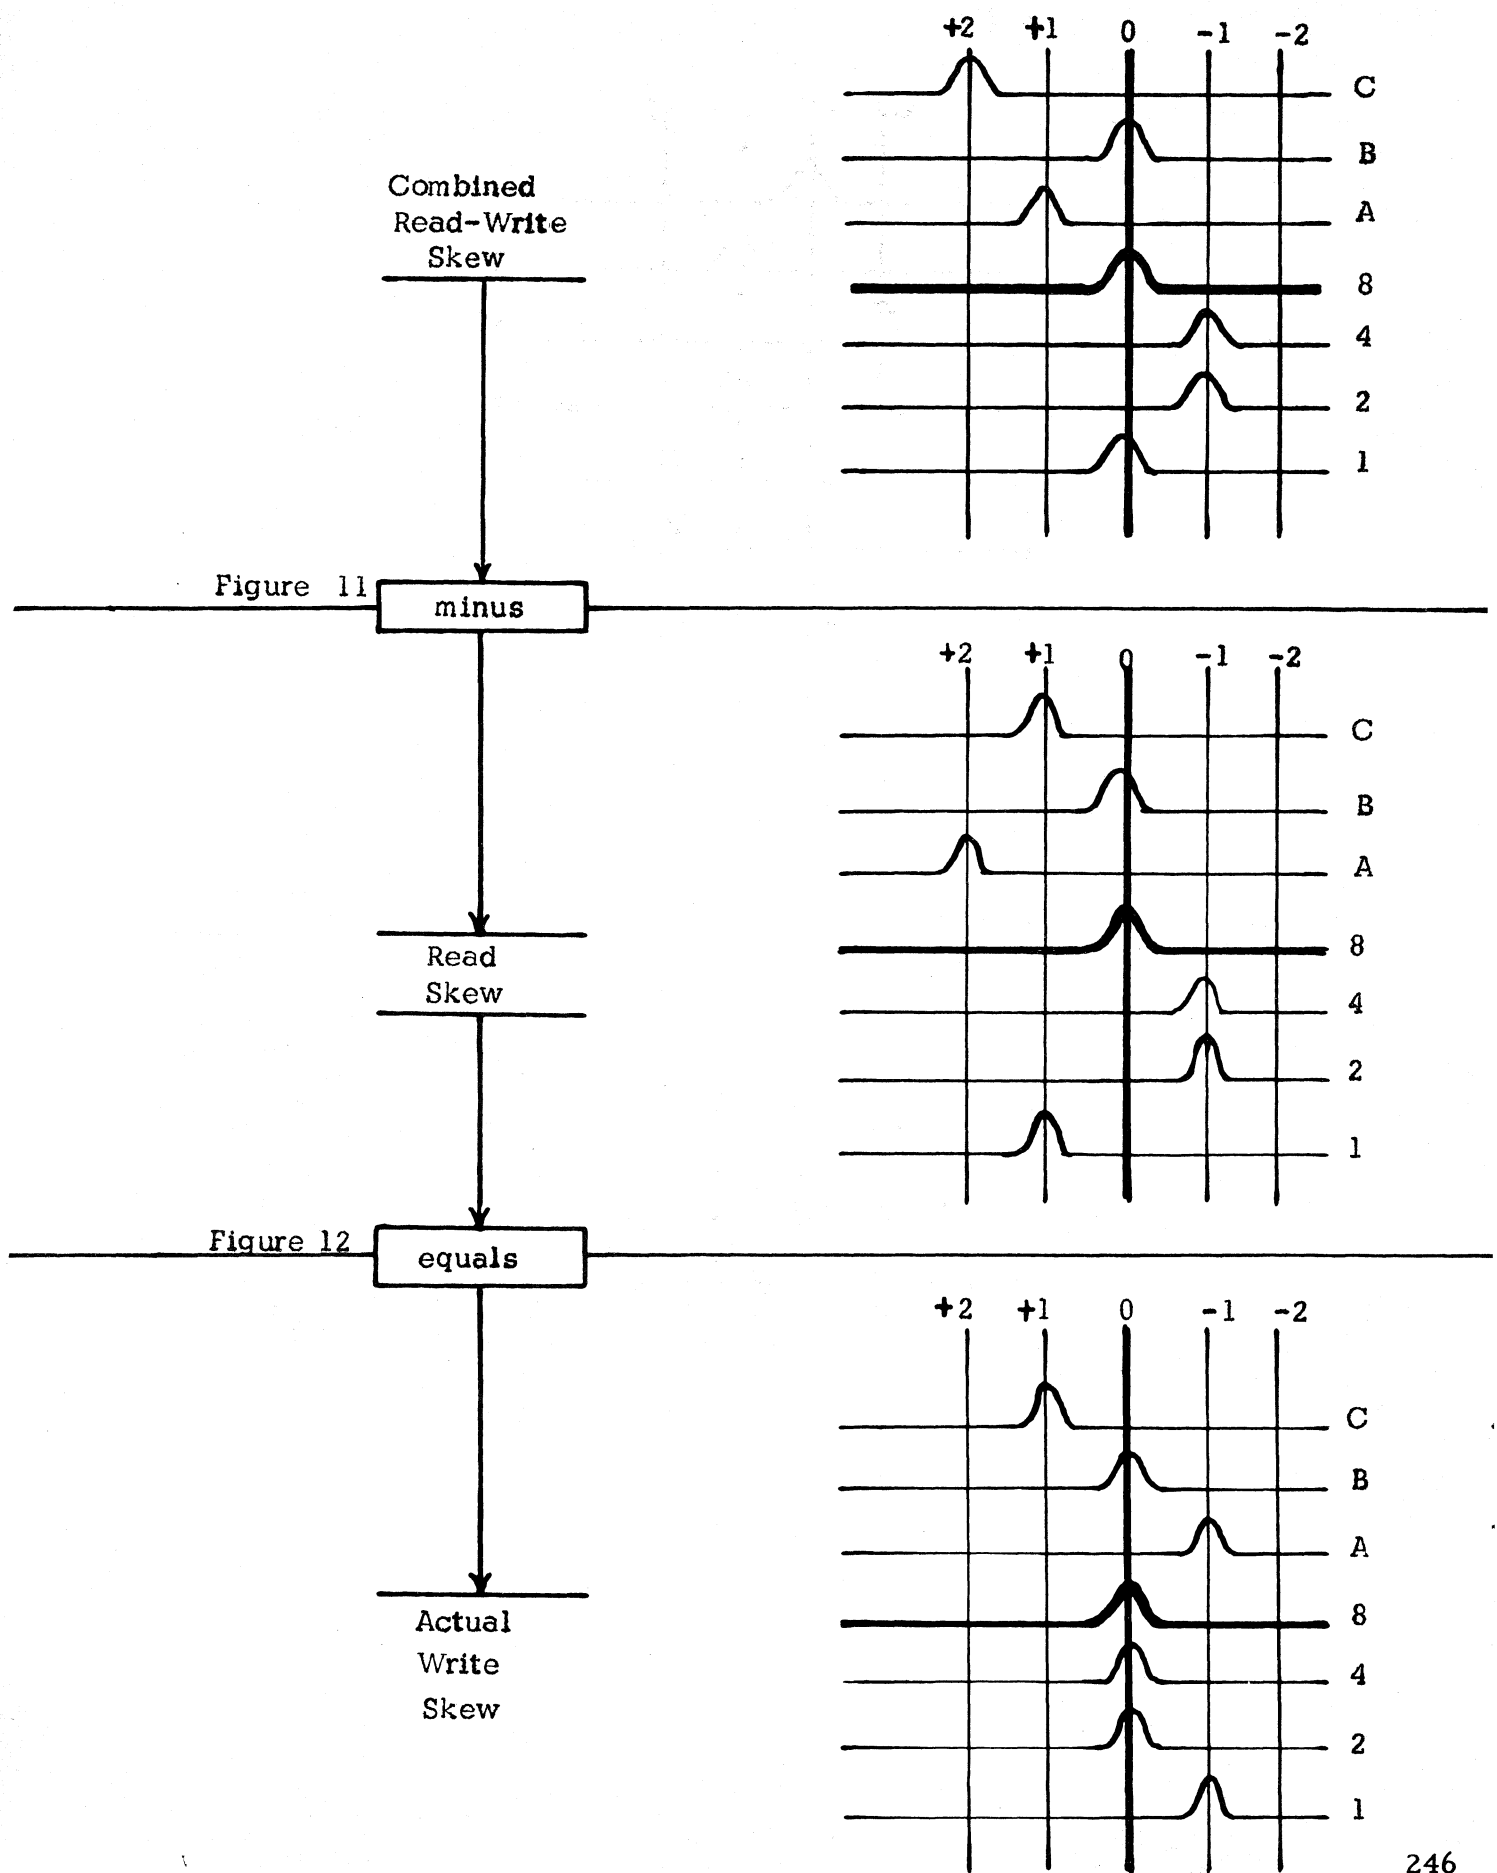 +2 +1 0 -1 -2
C
B
Combined
Read-Write
Skew
A
8
4
2
1
Figure 11
minus
+2 +1 0 -1 -2
C
B
A
8
Read
Skew
4
2
1
Figure 12
equals
+2 +1 0 -1 -2
C
B
A
8
Actual
Write
Skew
4
2
1
246